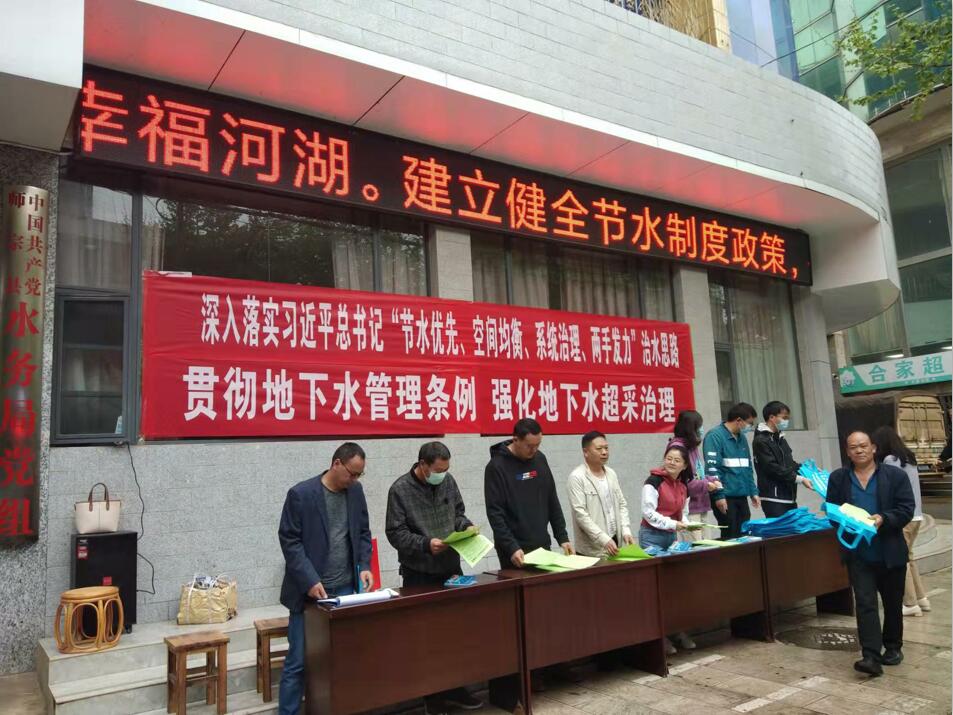 幸福河湖。建立健全节水制度政策，
中国共产党
师宗县
水务局党组
深入落实习近平总书记“节水优先、空间均衡、系统治理、两手发力”治水思路
贯彻地下水管理条例 强化地下水超采治理
合家超